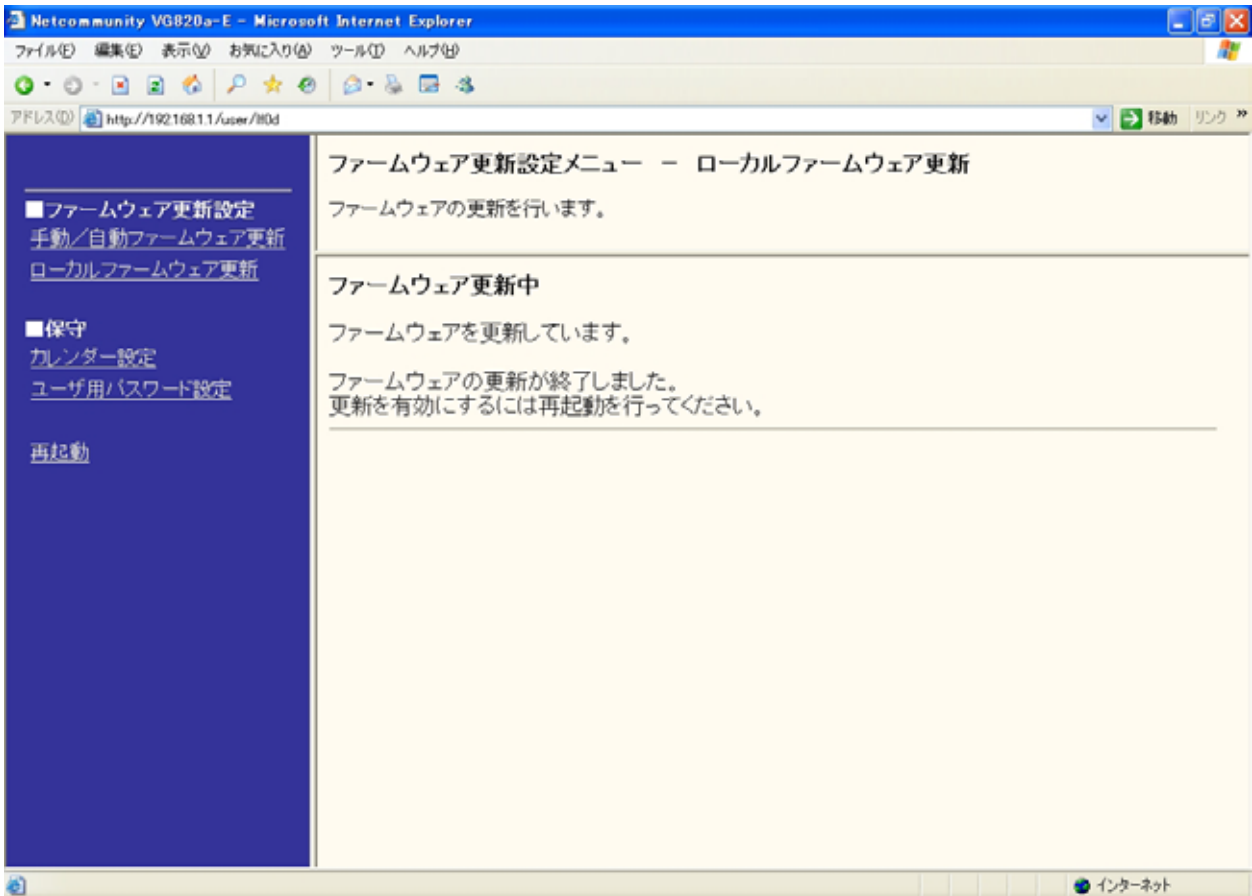 Netcommunity VG820a-E - Microsoft Internet Explorer
ファイル(F) 編集(E) 表示(V) お気に入り(A) ツール(T) ヘルプ(H)
アドレス(D) http://192.168.1.1/user/ 移動 リンク »
ファームウェア更新設定メニュー － ローカルファームウェア更新
ファームウェアの更新を行います。
■ファームウェア更新設定
手動／自動ファームウェア更新
ローカルファームウェア更新
■保守
カレンダー設定
ユーザ用パスワード設定
再起動
ファームウェア更新中
ファームウェアを更新しています。
ファームウェアの更新が終了しました。
更新を有効にするには再起動を行ってください。
インターネット